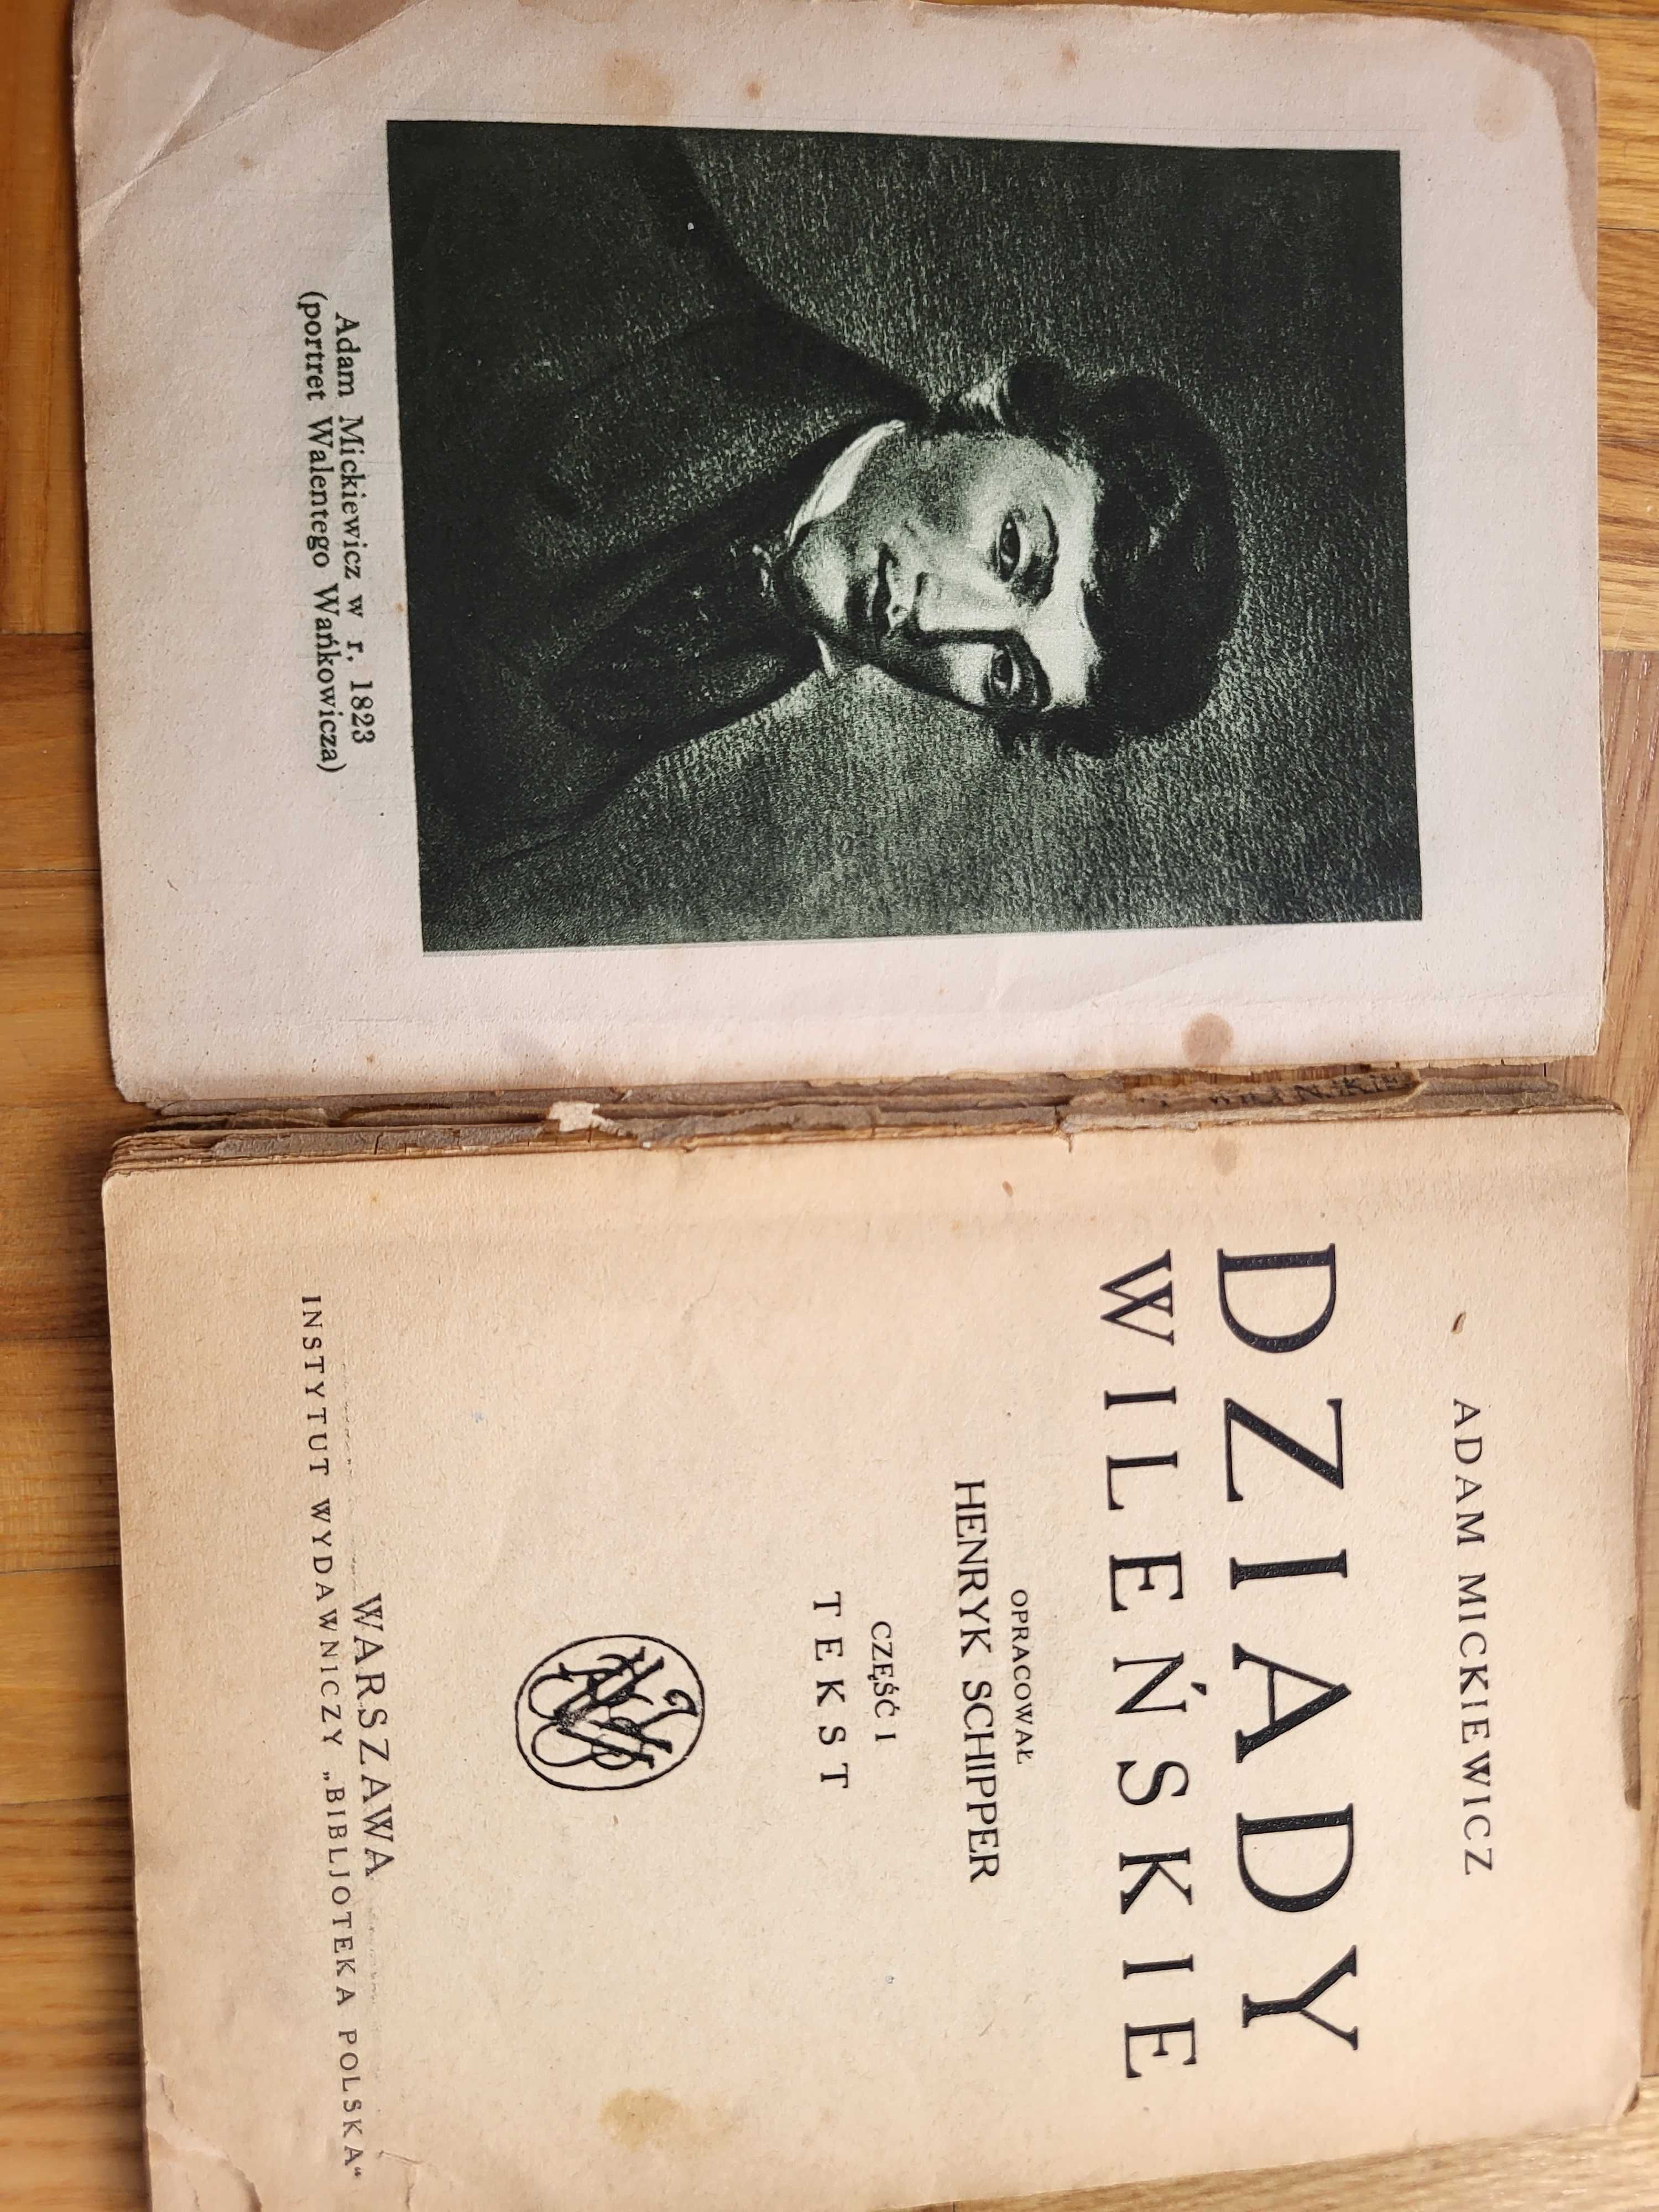 Adam Mickiewicz w r. 1823
(portret Walentego Wańkowicza)
ADAM MICKIEWICZ
DZIADY
WILEŃSKIE
OPRACOWAŁ
HENRYK SCHIPPER
CZĘŚĆ I
TEKST
WARSZAWA
INSTYTUT WYDAWNICZY „BIBLJOTEKA POLSKA“